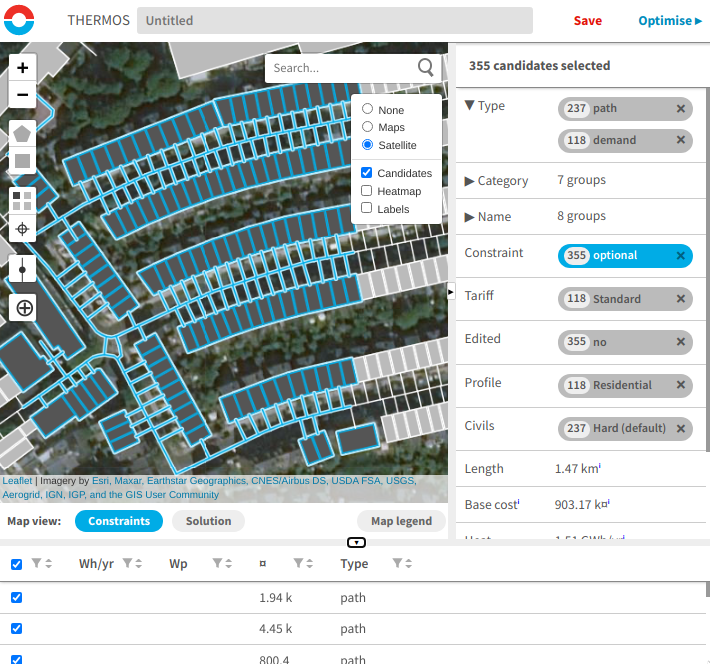 THERMOS Untitled Save Optimise ▶
+
−
Search...
None
Maps
Satellite
Candidates
Heatmap
Labels
Leaflet | Imagery by Esri, Maxar, Earthstar Geographics, CNES/Airbus DS, USDA FSA, USGS,
Aerogrid, IGN, IGP, and the GIS User Community
Map view: Constraints Solution Map legend
355 candidates selected
▼ Type 237 path ×
118 demand ×
▶ Category 7 groups
▶ Name 8 groups
Constraint 355 optional ×
Tariff 118 Standard ×
Edited 355 no ×
Profile 118 Residential ×
Civils 237 Hard (default) ×
Length 1.47 kmⁱ
Base costⁱ 903.17 k¤ⁱ
Wh/yr Wp ¤ Type
1.94 k path
4.45 k path
800.4 path